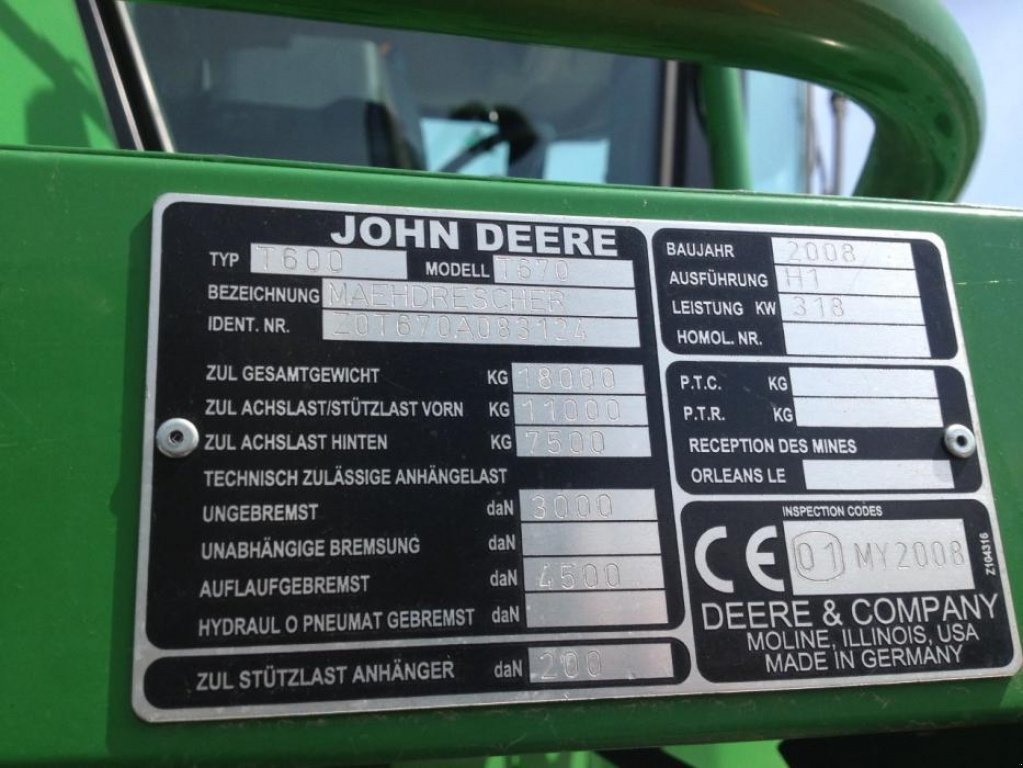 JOHN DEERE
TYP T600 MODELL T670
BEZEICHNUNG MAEHDRESCHER
IDENT. NR. Z0T670A083124
ZUL GESAMTGEWICHT KG 18000
ZUL ACHSLAST/STÜTZLAST VORN KG 11000
ZUL ACHSLAST HINTEN KG 7500
TECHNISCH ZULÄSSIGE ANHÄNGELAST
UNGEBREMST daN 3000
UNABHÄNGIGE BREMSUNG daN
AUFLAUFGEBREMST daN 4500
HYDRAUL O PNEUMAT GEBREMST daN
ZUL STÜTZLAST ANHÄNGER daN 200
BAUJAHR 2008
AUSFÜHRUNG H1
LEISTUNG KW 318
HOMOL. NR.
P.T.C. KG
P.T.R. KG
RECEPTION DES MINES
ORLEANS LE
INSPECTION CODES
CE 01 MY2008
DEERE & COMPANY
MOLINE, ILLINOIS, USA
MADE IN GERMANY
Z104316